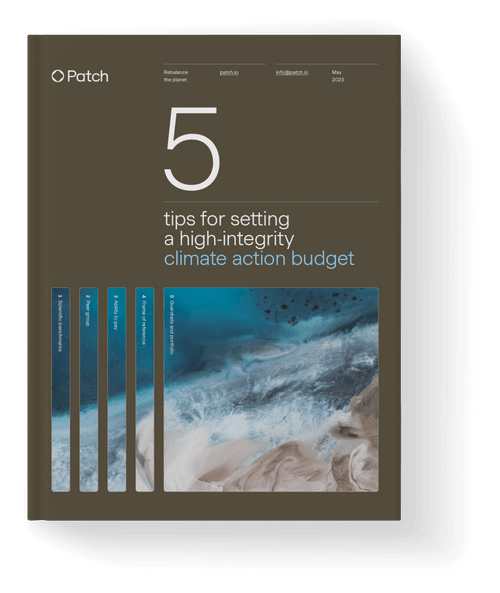 Patch
Rebalance
the planet
patch.io
info@patch.io
May
2023
5
tips for setting
a high-integrity
climate action budget
1 Scientific benchmarks
2 Peer group
3 Ability to pay
4 Frame of reference
5 Guardrails and portfolio